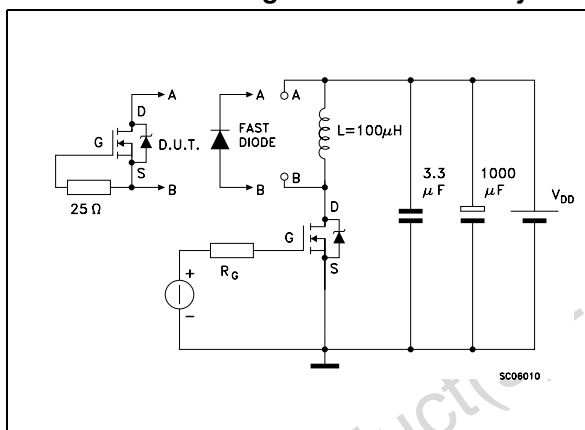 A
D
G
D.U.T.
S
B
25 Ω
A
FAST
DIODE
B
A
L=100μH
B
D
G
S
RG
+
-
3.3
μF
1000
μF
VDD
SC06010